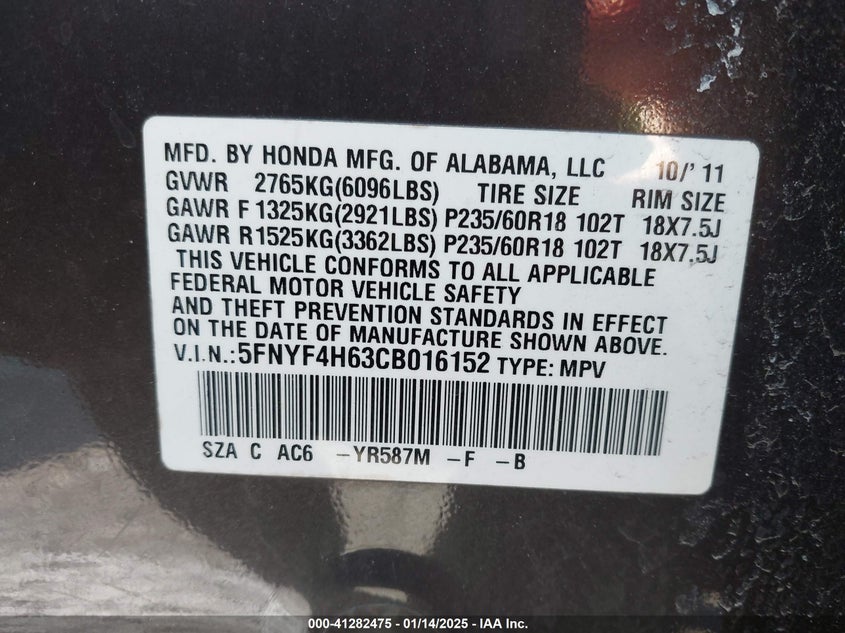 MFD. BY HONDA MFG. OF ALABAMA, LLC 10/' 11
GVWR 2765KG(6096LBS) TIRE SIZE RIM SIZE
GAWR F 1325KG(2921LBS) P235/60R18 102T 18X7.5J
GAWR R1525KG(3362LBS) P235/60R18 102T 18X7.5J
THIS VEHICLE CONFORMS TO ALL APPLICABLE
FEDERAL MOTOR VEHICLE SAFETY
AND THEFT PREVENTION STANDARDS IN EFFECT
ON THE DATE OF MANUFACTURE SHOWN ABOVE.
V.I.N.:5FNYF4H63CB016152 TYPE: MPV
SZA C AC6 -YR587M -F -B
000-41282475 - 01/14/2025 - IAA Inc.